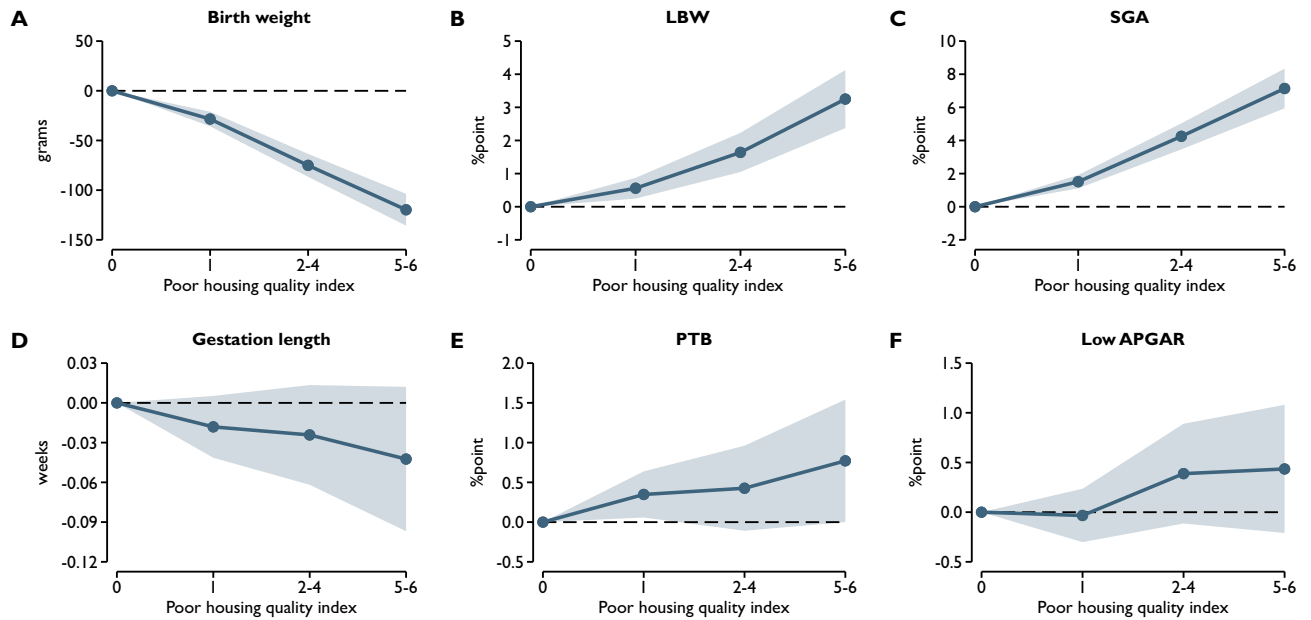 A
Birth weight
50
0
-50
-100
-150
grams
0
1
2-4
5-6
Poor housing quality index
B
LBW
5
4
3
2
1
0
-1
%point
0
1
2-4
5-6
Poor housing quality index
C
SGA
10
8
6
4
2
0
-2
%point
0
1
2-4
5-6
Poor housing quality index
D
Gestation length
0.03
0.00
-0.03
-0.06
-0.09
-0.12
weeks
0
1
2-4
5-6
Poor housing quality index
E
PTB
2.0
1.5
1.0
0.5
0.0
-0.5
%point
0
1
2-4
5-6
Poor housing quality index
F
Low APGAR
1.5
1.0
0.5
0.0
-0.5
%point
0
1
2-4
5-6
Poor housing quality index